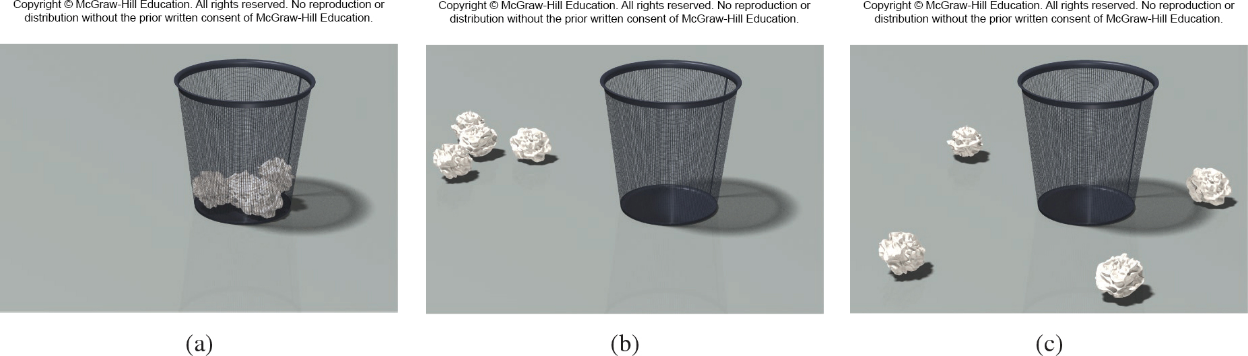 Copyright © McGraw-Hill Education. All rights reserved. No reproduction or
distribution without the prior written consent of McGraw-Hill Education.
Copyright © McGraw-Hill Education. All rights reserved. No reproduction or
distribution without the prior written consent of McGraw-Hill Education.
Copyright © McGraw-Hill Education. All rights reserved. No reproduction or
distribution without the prior written consent of McGraw-Hill Education.
(a)
(b)
(c)